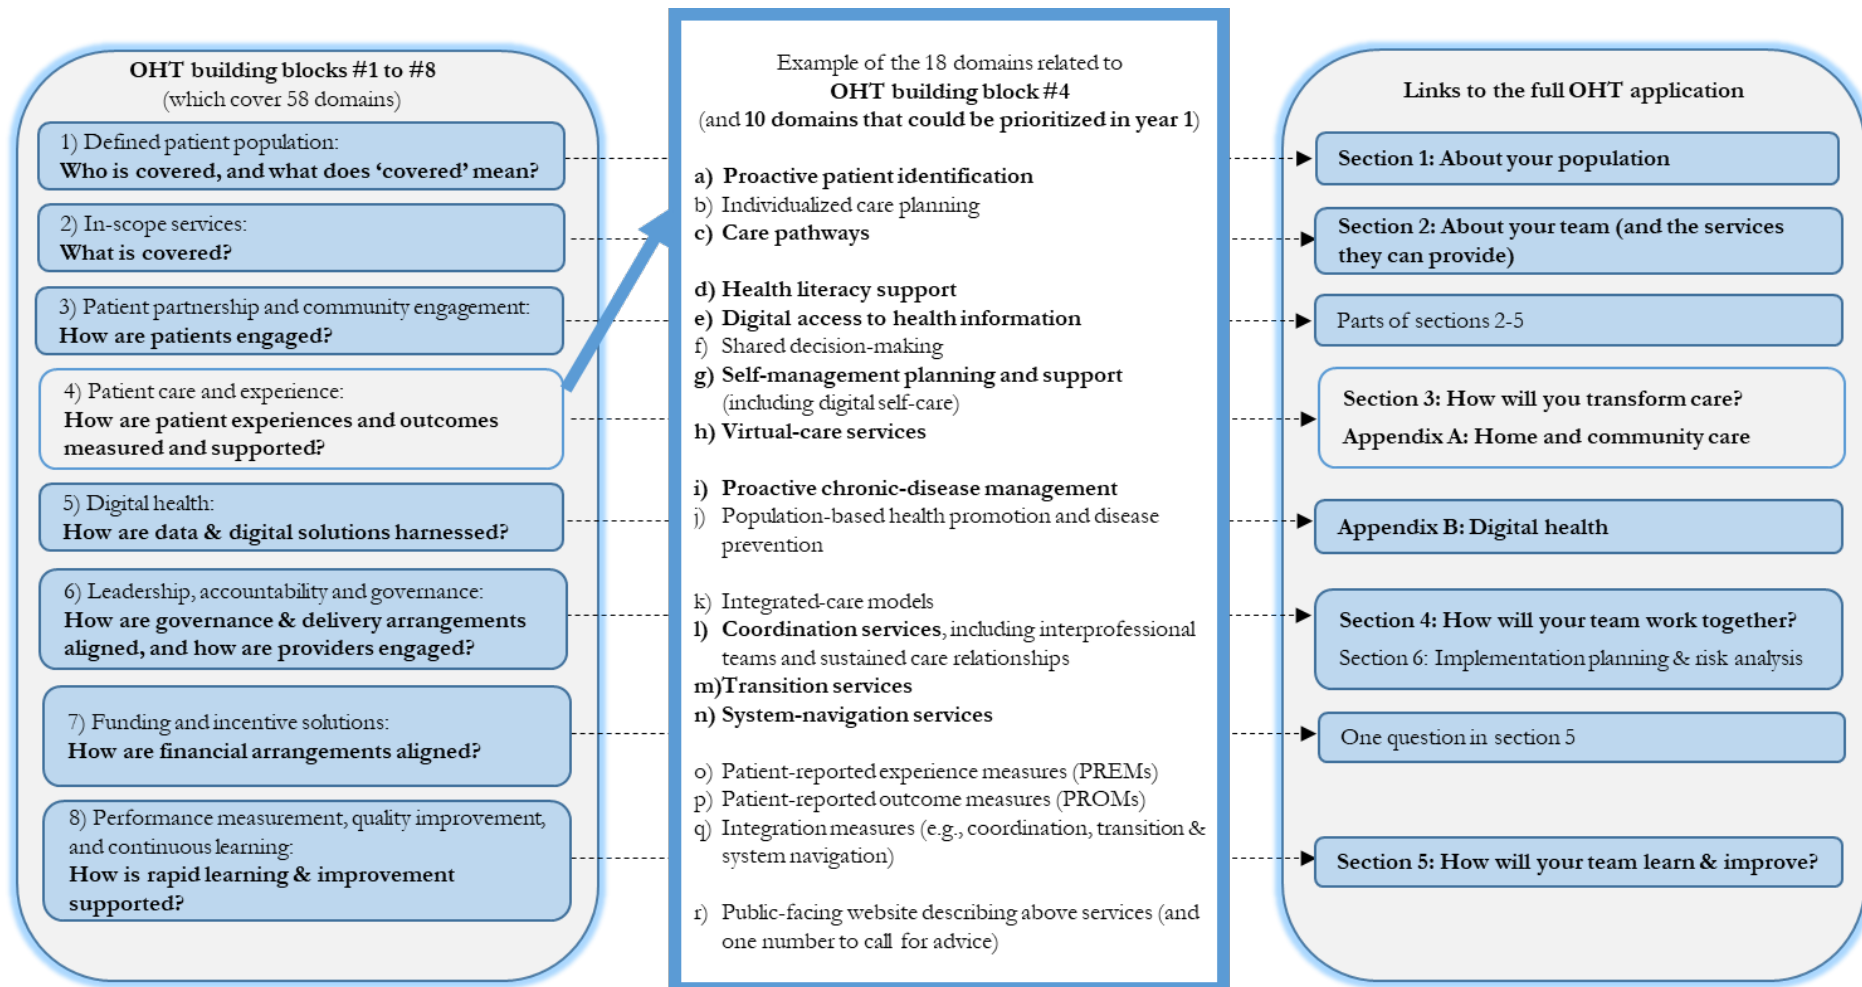 OHT building blocks #1 to #8
(which cover 58 domains)
1) Defined patient population:
Who is covered, and what does ‘covered’ mean?
2) In-scope services:
What is covered?
3) Patient partnership and community engagement:
How are patients engaged?
4) Patient care and experience:
How are patient experiences and outcomes
measured and supported?
5) Digital health:
How are data & digital solutions harnessed?
6) Leadership, accountability and governance:
How are governance & delivery arrangements
aligned, and how are providers engaged?
7) Funding and incentive solutions:
How are financial arrangements aligned?
8) Performance measurement, quality improvement,
and continuous learning:
How is rapid learning & improvement
supported?
Example of the 18 domains related to
OHT building block #4
(and 10 domains that could be prioritized in year 1)
a) Proactive patient identification
b) Individualized care planning
c) Care pathways
d) Health literacy support
e) Digital access to health information
f) Shared decision-making
g) Self-management planning and support
(including digital self-care)
h) Virtual-care services
i) Proactive chronic-disease management
j) Population-based health promotion and disease
prevention
k) Integrated-care models
l) Coordination services, including interprofessional
teams and sustained care relationships
m)Transition services
n) System-navigation services
o) Patient-reported experience measures (PREMs)
p) Patient-reported outcome measures (PROMs)
q) Integration measures (e.g., coordination, transition &
system navigation)
r) Public-facing website describing above services (and
one number to call for advice)
Links to the full OHT application
Section 1: About your population
Section 2: About your team (and the services
they can provide)
Parts of sections 2-5
Section 3: How will you transform care?
Appendix A: Home and community care
Appendix B: Digital health
Section 4: How will your team work together?
Section 6: Implementation planning & risk analysis
One question in section 5
Section 5: How will your team learn & improve?